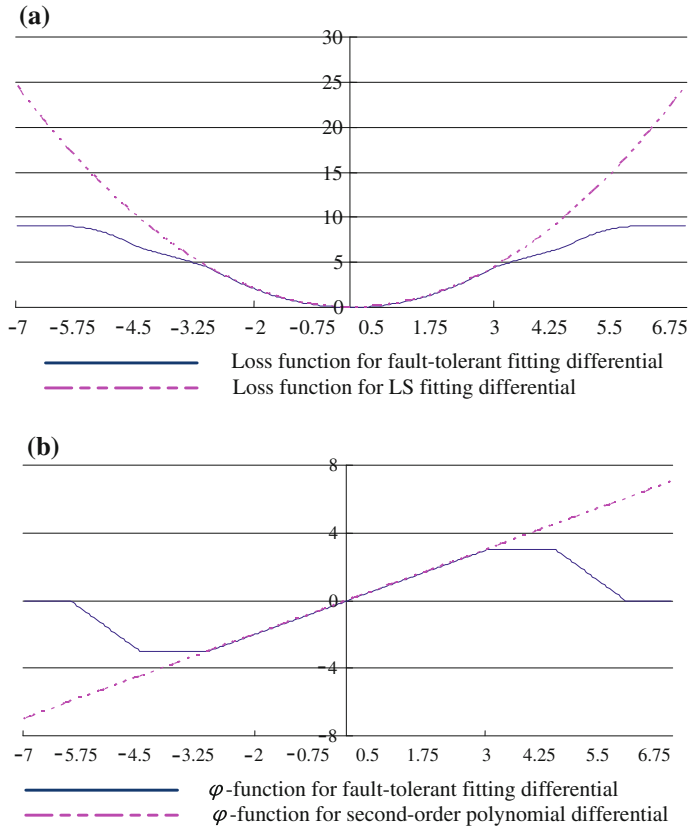 (a)
30
25
20
15
10
5
0
-7 -5.75 -4.5 -3.25 -2 -0.75 0.5 1.75 3 4.25 5.5 6.75
Loss function for fault-tolerant fitting differential
Loss function for LS fitting differential
(b)
8
4
0
-4
-8
-7 -5.75 -4.5 -3.25 -2 0.5 1.75 3 4.25 5.5 6.75
φ-function for fault-tolerant fitting differential
φ-function for second-order polynomial differential